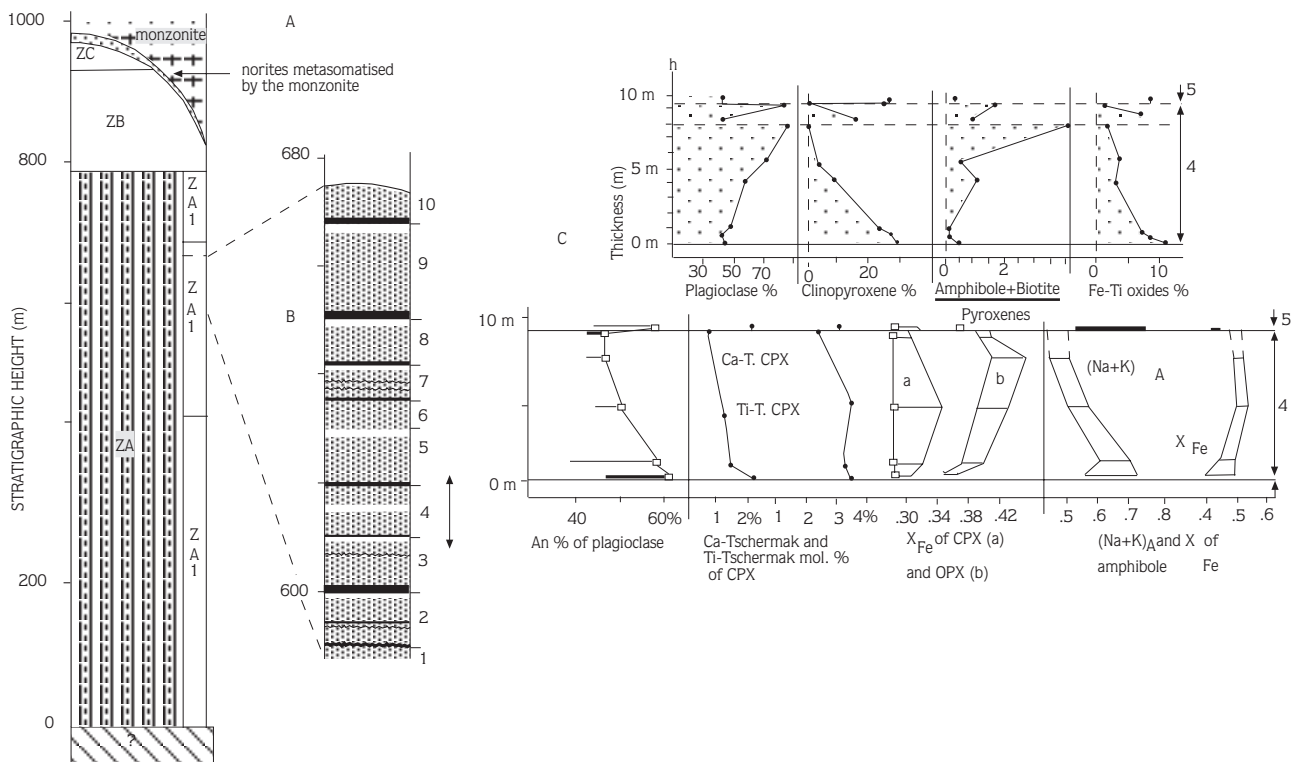 1000
A
monzonite
ZC
norites metasomatised
by the monzonite
ZB
800
Z
A
1
Z
A
1
ZA
Z
A
1
200
0
?
STRATIGRAPHIC HEIGHT (m)
B
680
10
9
8
7
6
5
4
3
600
2
1
C
h
10 m
5 m
0 m
Thickness (m)
5
4
30 50 70
0 20
0 2
0 10
Plagioclase %
Clinopyroxene %
Amphibole+Biotite
Pyroxenes
Fe-Ti oxides %
10 m
0 m
Ca-T. CPX
Ti-T. CPX
a
b
(Na+K) A
X Fe
5
4
40 60%
1 2% 1 2 3 4%
.30 .34 .38 .42
.5 .6 .7 .8 .4 .5 .6
An % of plagioclase
Ca-Tschermak and
Ti-Tschermak mol. %
of CPX
XFe of CPX (a)
and OPX (b)
(Na+K)A and X of
Fe
amphibole